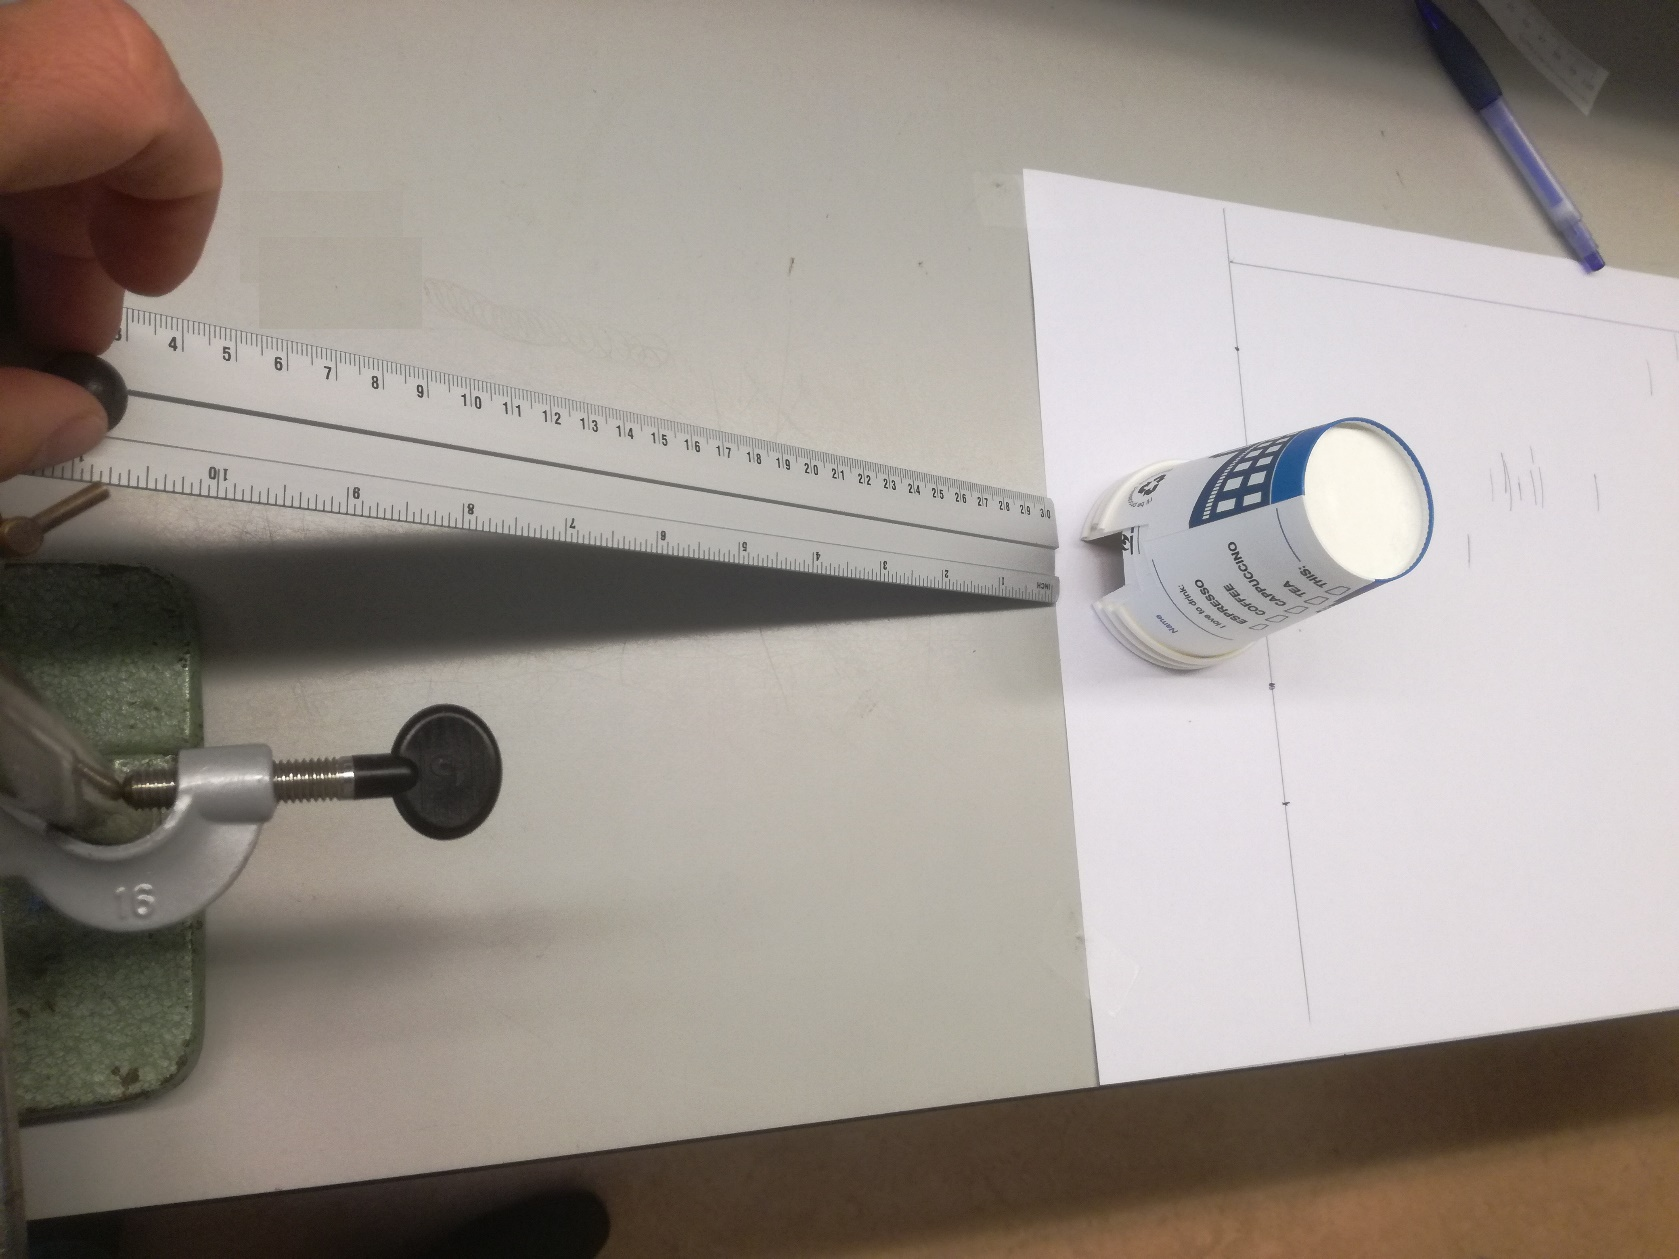 3 4 5 6 7 8 9 10 11 12 13 14 15 16 17 18 19 20 21 22 23 24 25 26 27 28 29 30
10 9 8 7 6 5 4 3 2 1 INCH
16
Name
I love to drink:
ESPRESSO
COFFEE
CAPPUCCINO
TEA
THIS: